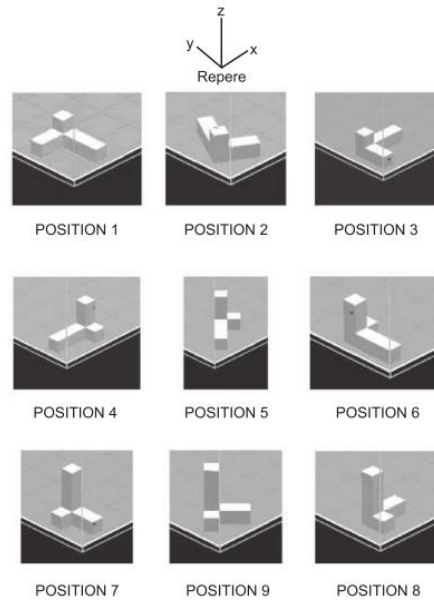 z
y
x
Repere
POSITION 1
POSITION 2
POSITION 3
POSITION 4
POSITION 5
POSITION 6
POSITION 7
POSITION 9
POSITION 8